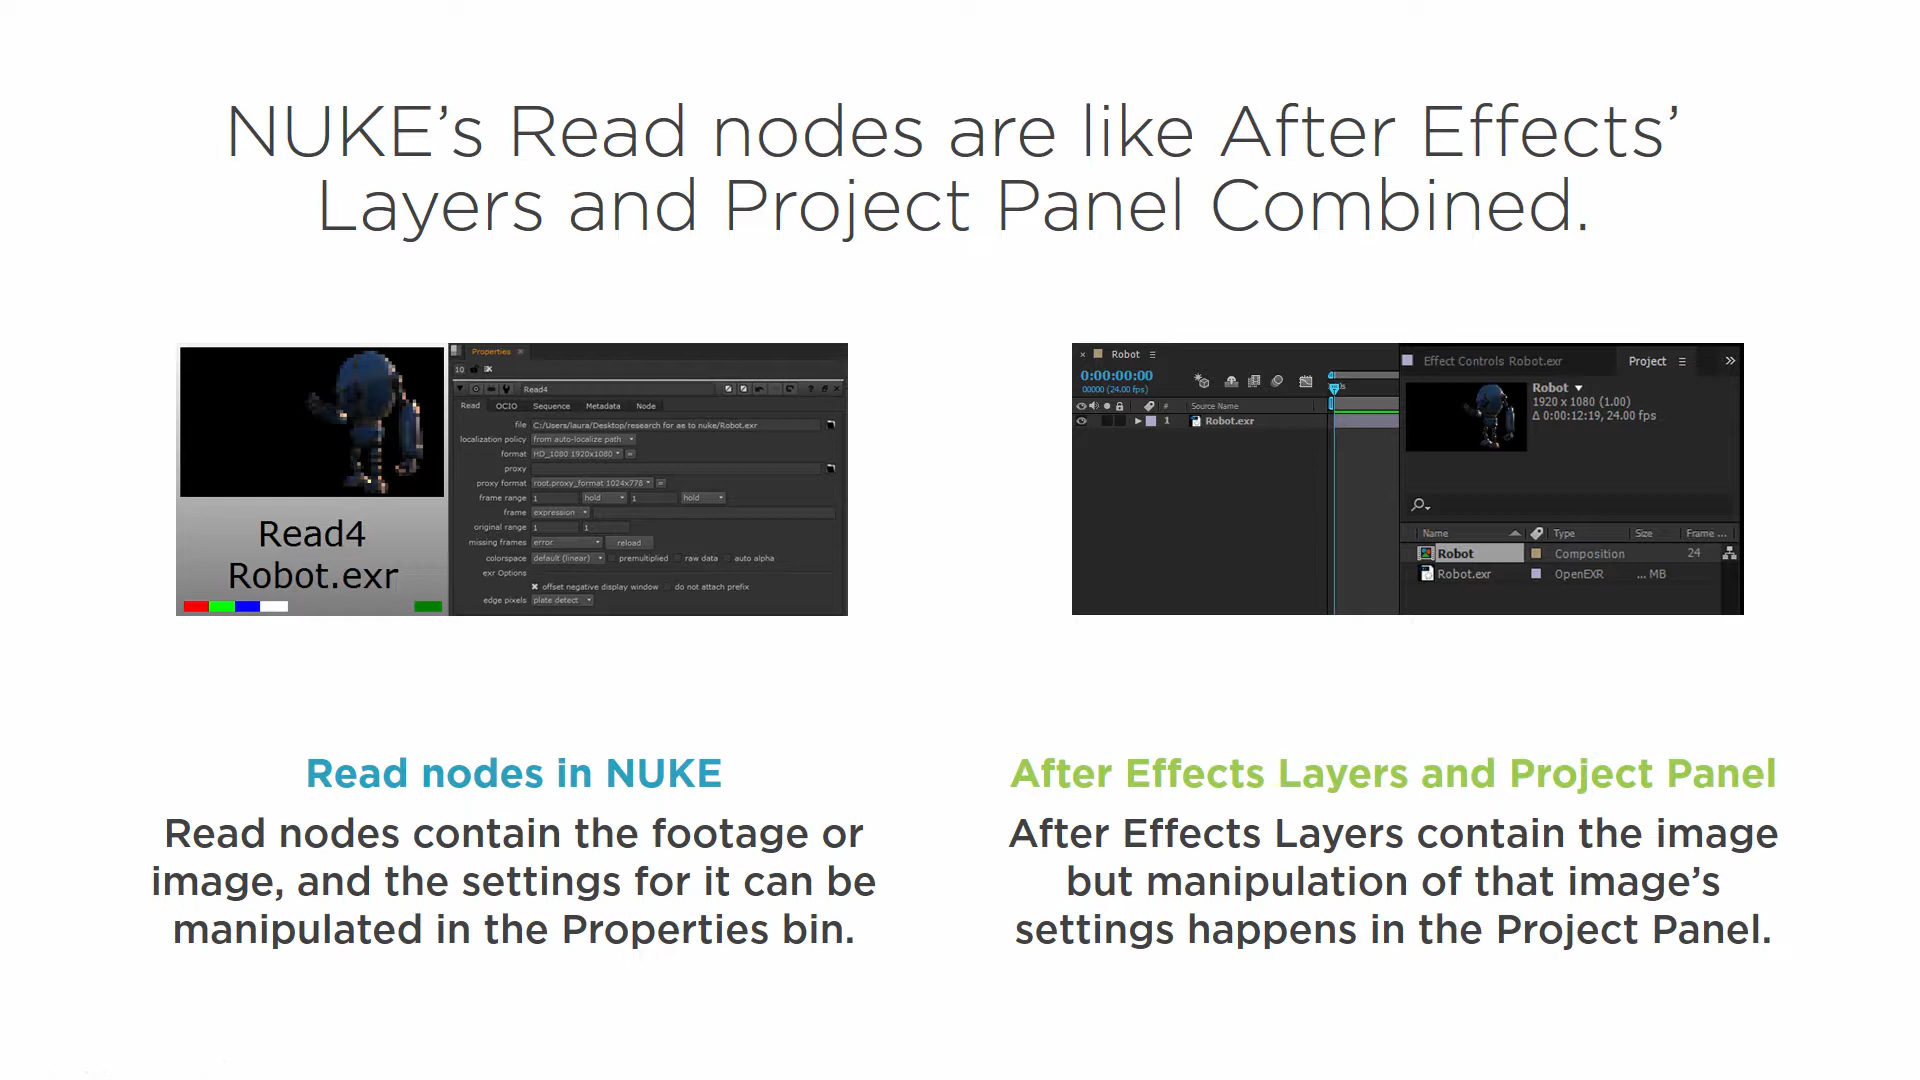 NUKE’s Read nodes are like After Effects’
Layers and Project Panel Combined.
Read4
Robot.exr
Properties
10
Read4
Read OCIO Sequence Metadata Node
file C:/Users/laura/Desktop/research for ae to nuke/Robot.exr
localization policy from auto-localize path
format HD_1080 1920x1080 =
proxy
proxy format root.proxy_format 1024x778 =
frame range 1 hold 1 hold
frame expression
original range 1 1
missing frames error reload
colorspace default (linear) premultiplied raw data auto alpha
exr Options
offset negative display window do not attach prefix
edge pixels plate detect
Robot
0:00:00:00
00000 (24.00 fps)
# Source Name
1 Robot.exr
Effect Controls Robot.exr Project
Robot
1920 x 1080 (1.00)
Δ 0:00:12:19, 24.00 fps
Name Type Size Frame ...
Robot Composition 24
Robot.exr OpenEXR ... MB
Read nodes in NUKE
Read nodes contain the footage or
image, and the settings for it can be
manipulated in the Properties bin.
After Effects Layers and Project Panel
After Effects Layers contain the image
but manipulation of that image’s
settings happens in the Project Panel.